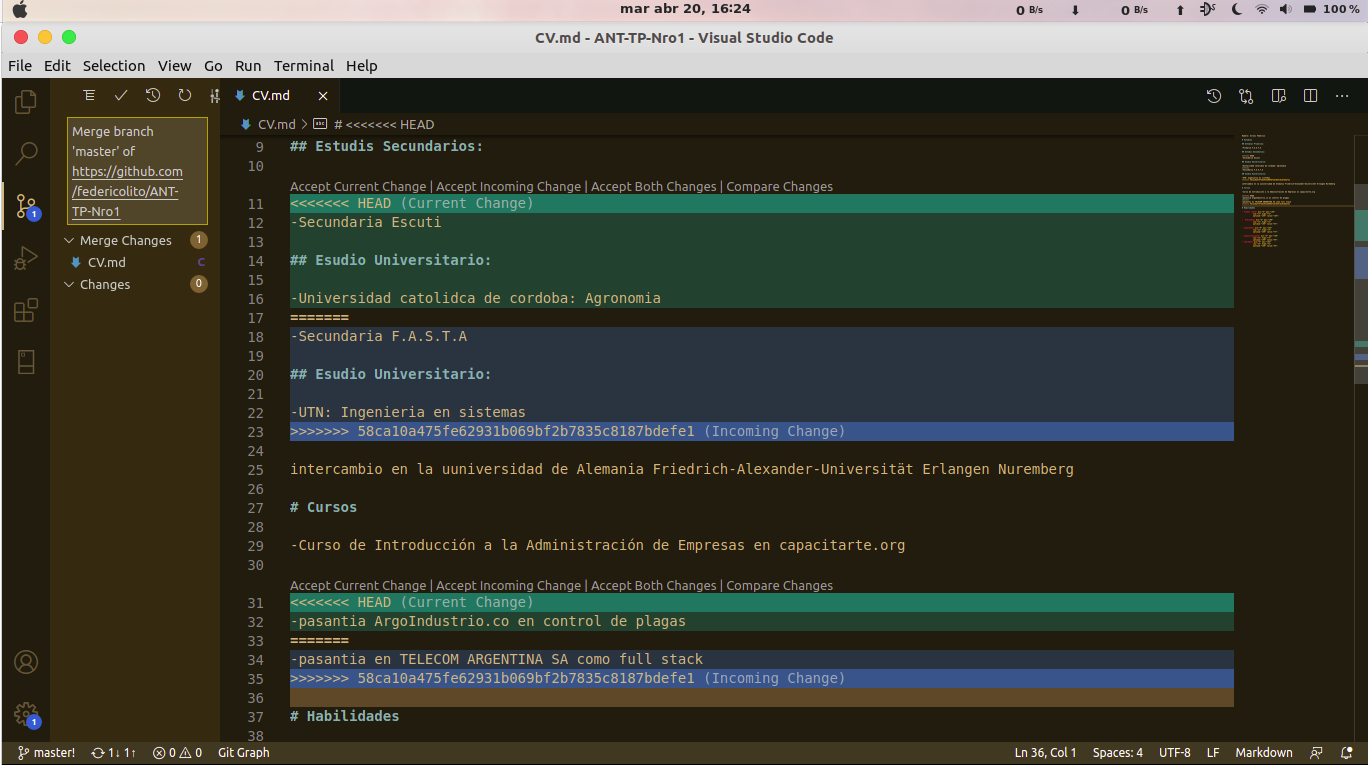 mar abr 20, 16:24
0 B/s
0 B/s
100 %
CV.md - ANT-TP-Nro1 - Visual Studio Code
File Edit Selection View Go Run Terminal Help
CV.md
CV.md > abc # <<<<<<< HEAD
Merge branch
'master' of
https://github.com
/federicolito/ANT-
TP-Nro1
Merge Changes 1
CV.md C
Changes 0
1
1
9 ## Estudis Secundarios:
10
Accept Current Change | Accept Incoming Change | Accept Both Changes | Compare Changes
11 <<<<<<< HEAD (Current Change)
12 -Secundaria Escuti
13
14 ## Esudio Universitario:
15
16 -Universidad catolidca de cordoba: Agronomia
17 =======
18 -Secundaria F.A.S.T.A
19
20 ## Esudio Universitario:
21
22 -UTN: Ingenieria en sistemas
23 >>>>>>> 58ca10a475fe62931b069bf2b7835c8187bdefe1 (Incoming Change)
24
25 intercambio en la uuniversidad de Alemania Friedrich-Alexander-Universität Erlangen Nuremberg
26
27 # Cursos
28
29 -Curso de Introducción a la Administración de Empresas en capacitarte.org
30
Accept Current Change | Accept Incoming Change | Accept Both Changes | Compare Changes
31 <<<<<<< HEAD (Current Change)
32 -pasantia ArgoIndustrio.co en control de plagas
33 =======
34 -pasantia en TELECOM ARGENTINA SA como full stack
35 >>>>>>> 58ca10a475fe62931b069bf2b7835c8187bdefe1 (Incoming Change)
36
37 # Habilidades
38
master! 1↓ 1↑ 0 0 Git Graph
Ln 36, Col 1 Spaces: 4 UTF-8 LF Markdown